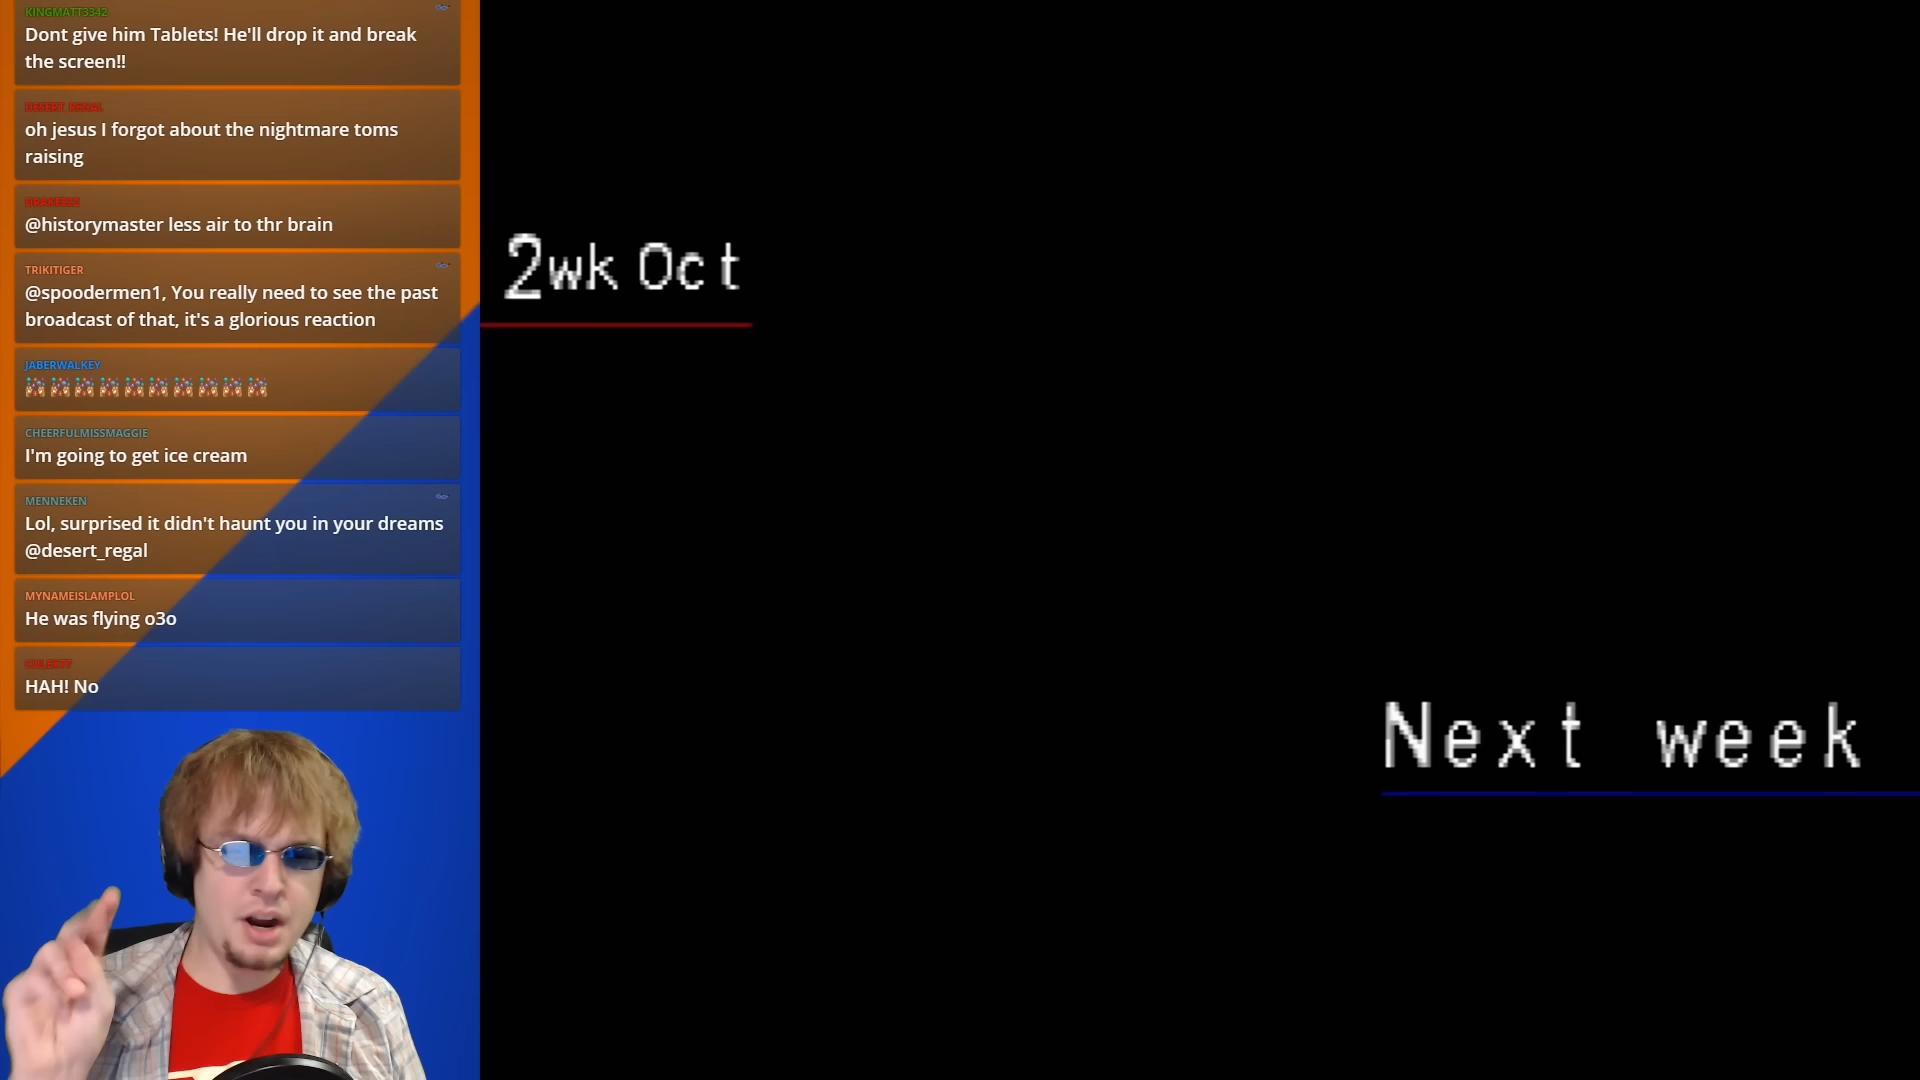 KINGMATT3342
Dont give him Tablets! He'll drop it and break
the screen!!
DESERT_REGAL
oh jesus I forgot about the nightmare toms
raising
@historymaster less air to thr brain
TRIKITIGER
@spoodermen1, You really need to see the past
broadcast of that, it's a glorious reaction
JABERWALKEY
CHEERFULMISSMAGGIE
I'm going to get ice cream
MENNEKEN
Lol, surprised it didn't haunt you in your dreams
@desert_regal
MYNAMEISLAMPLOL
He was flying o3o
HAH! No
2wk Oct
Next week